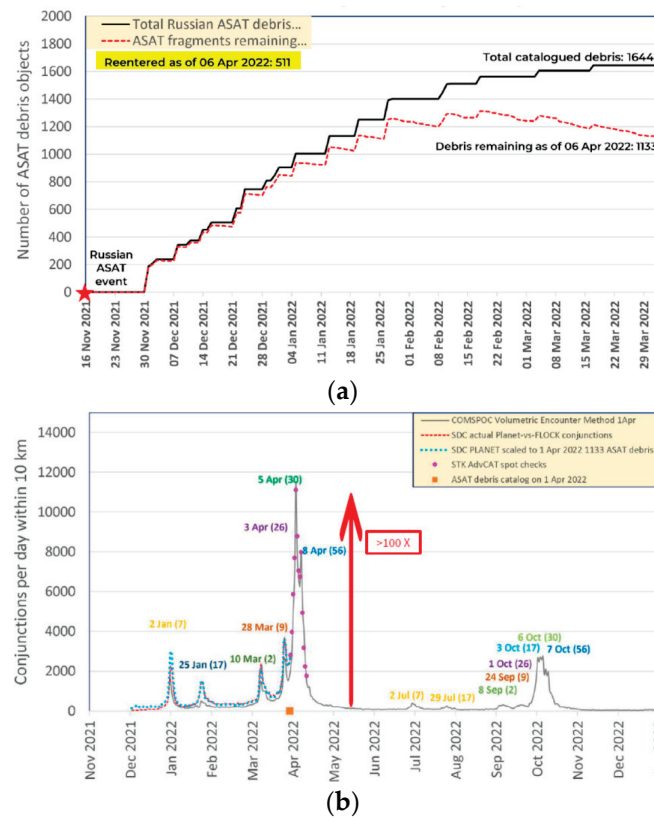 2000
1800
1600
1400
1200
1000
800
600
400
200
0
Number of ASAT debris objects
Total Russian ASAT debris...
ASAT fragments remaining...
Reentered as of 06 Apr 2022: 511
Total catalogued debris: 1644
Debris remaining as of 06 Apr 2022: 1133
Russian
ASAT
event
16 Nov 2021
23 Nov 2021
30 Nov 2021
07 Dec 2021
14 Dec 2021
21 Dec 2021
28 Dec 2021
04 Jan 2022
11 Jan 2022
18 Jan 2022
25 Jan 2022
01 Feb 2022
08 Feb 2022
15 Feb 2022
22 Feb 2022
01 Mar 2022
08 Mar 2022
15 Mar 2022
22 Mar 2022
29 Mar 2022
(a)
14000
12000
10000
8000
6000
4000
2000
0
Conjunctions per day within 10 km
COMSPOC Volumetric Encounter Method 1Apr
SDC actual Planet-vs-FLOCK conjunctions
SDC PLANET scaled to 1 Apr 2022 1133 ASAT debris
STK AdvCAT spot checks
ASAT debris catalog on 1 Apr 2022
5 Apr (30)
3 Apr (26)
8 Apr (56)
>100 X
2 Jan (7)
28 Mar (9)
25 Jan (17)
10 Mar (2)
6 Oct (30)
3 Oct (17)
7 Oct (56)
1 Oct (26)
24 Sep (9)
8 Sep (2)
2 Jul (7)
29 Jul (17)
Nov 2021
Dec 2021
Jan 2022
Feb 2022
Mar 2022
Apr 2022
May 2022
Jun 2022
Jul 2022
Aug 2022
Sep 2022
Oct 2022
Nov 2022
Dec 2022
(b)